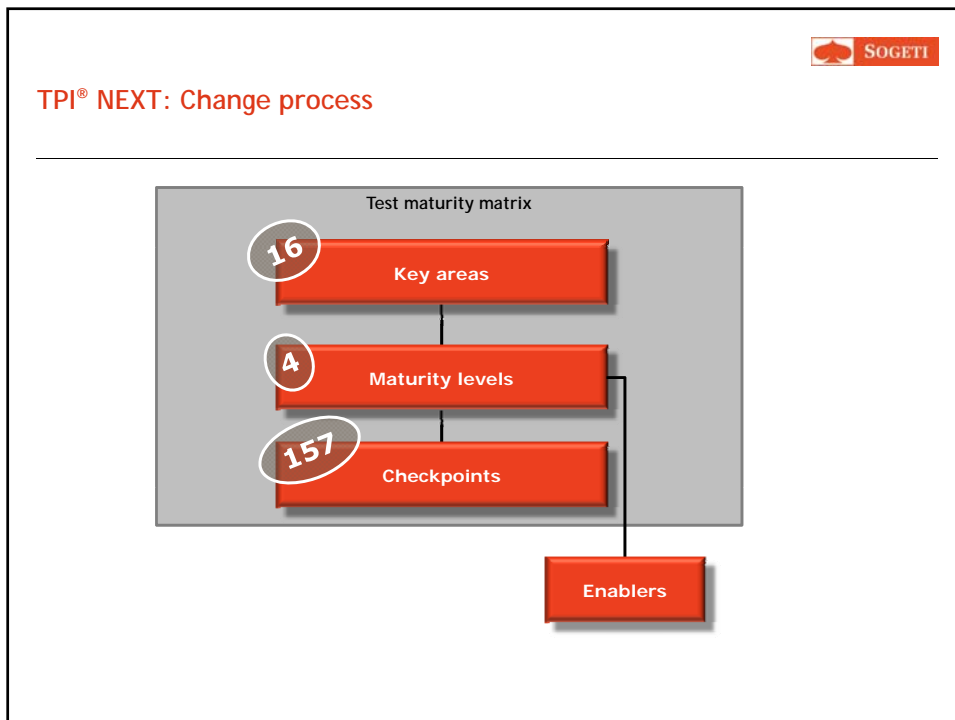 SOGETI
TPI® NEXT: Change process
Test maturity matrix
16
Key areas
4
Maturity levels
157
Checkpoints
Enablers